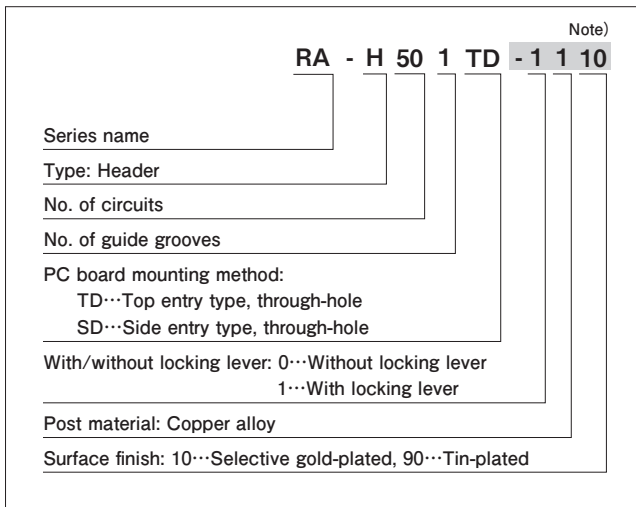 Note)
RA - H 50 1 TD - 1 1 10
Series name
Type: Header
No. of circuits
No. of guide grooves
PC board mounting method:
TD···Top entry type, through-hole
SD···Side entry type, through-hole
With/without locking lever: 0···Without locking lever
1···With locking lever
Post material: Copper alloy
Surface finish: 10···Selective gold-plated, 90···Tin-plated